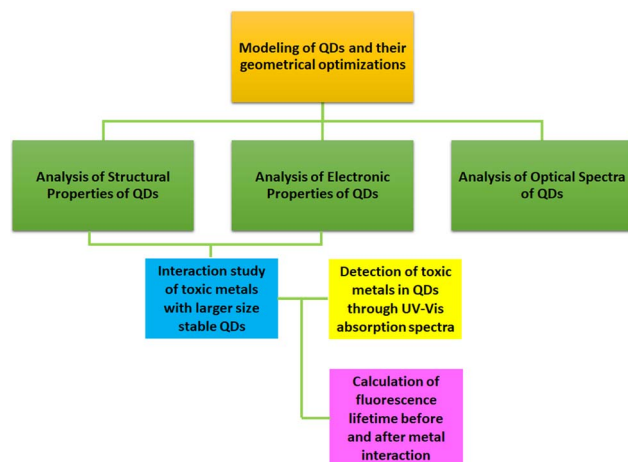 Modeling of QDs and their
geometrical optimizations
Analysis of Structural
Properties of QDs
Analysis of Electronic
Properties of QDs
Analysis of Optical Spectra
of QDs
Interaction study
of toxic metals
with larger size
stable QDs
Detection of toxic
metals in QDs
through UV-Vis
absorption spectra
Calculation of
fluorescence
lifetime before
and after metal
interaction